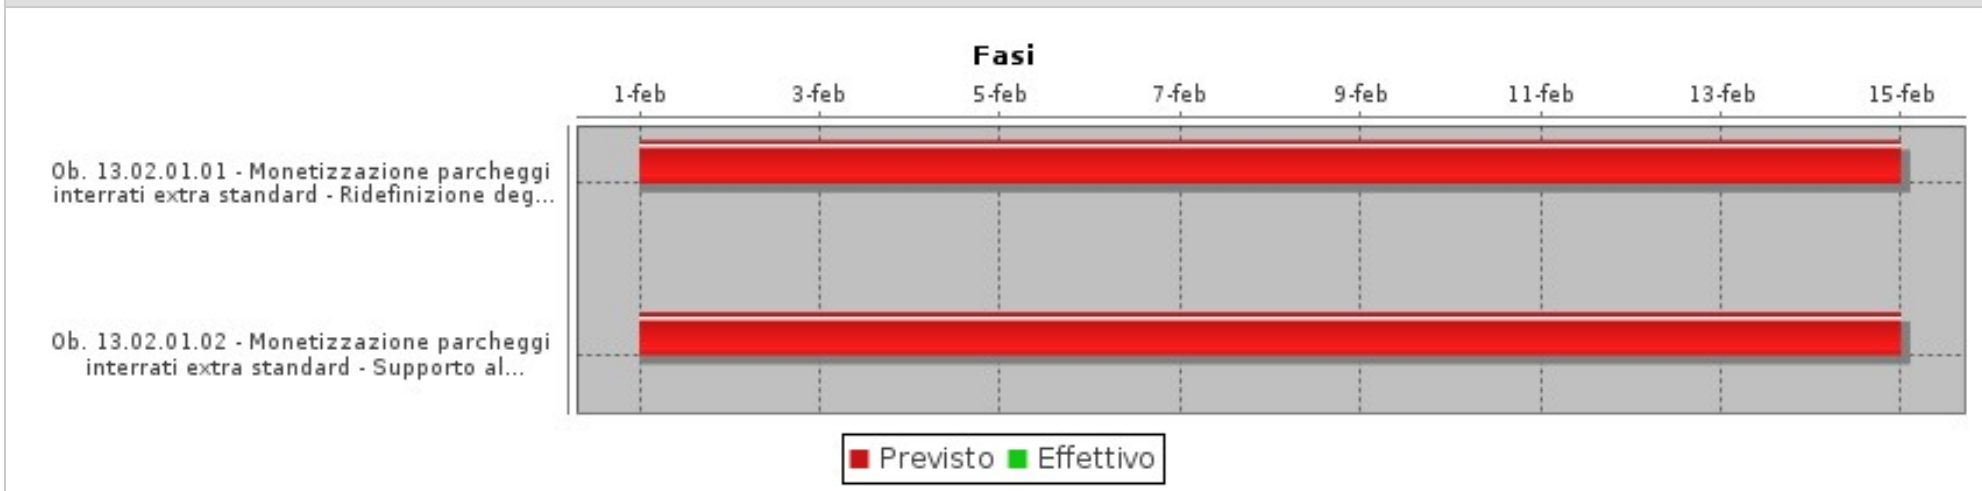 Fasi
1-feb 3-feb 5-feb 7-feb 9-feb 11-feb 13-feb 15-feb
Ob. 13.02.01.01 - Monetizzazione parcheggi
interrati extra standard - Ridefinizione deg...
Ob. 13.02.01.02 - Monetizzazione parcheggi
interrati extra standard - Supporto al...
Previsto Effettivo